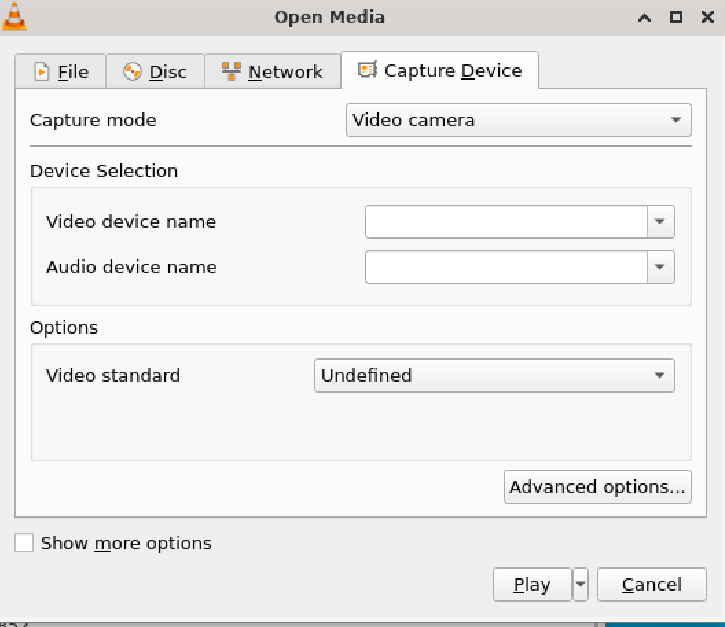 Open Media
File Disc Network Capture Device
Capture mode Video camera
Device Selection
Video device name
Audio device name
Options
Video standard Undefined
Advanced options...
Show more options
Play Cancel